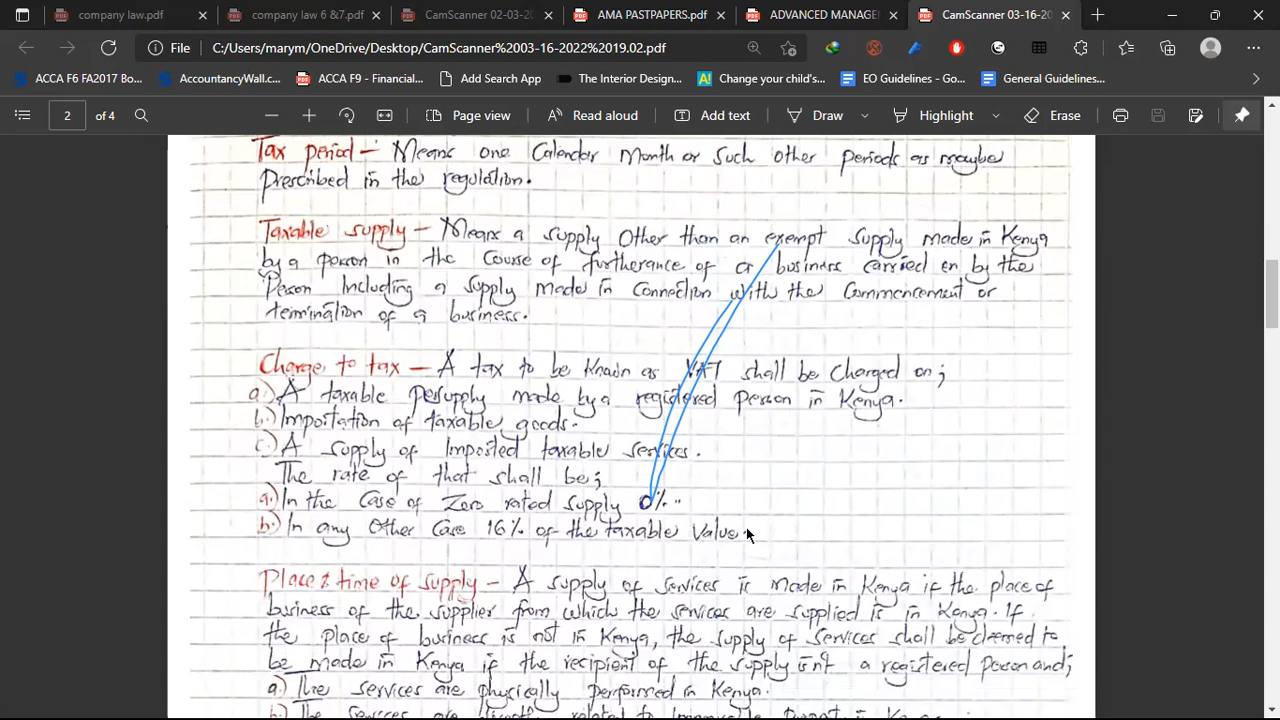 company law.pdf
company law 6 &7.pdf
CamScanner 02-03-20
AMA PASTPAPERS.pdf
ADVANCED MANAGE
CamScanner 03-16-20
File
C:/Users/marym/OneDrive/Desktop/CamScanner%2003-16-2022%2019.02.pdf
ACCA F6 FA2017 Bo...
AccountancyWall.c...
ACCA F9 - Financial...
Add Search App
The Interior Design...
Change your child's...
EO Guidelines - Go...
General Guidelines...
2 of 4
Page view
Read aloud
Add text
Draw
Highlight
Erase
Tax period – Means one Calendar Month or such other periods as maybe
Prescribed in the regulation.
Taxable supply – Means a supply Other than an exempt supply made in Kenya
by a person in the Course of furtherance of a business carried on by the
Person Including a supply made in connection with the Commencement or
termination of a business.
Charge to tax – A tax to be Known as VAT shall be Charged on;
a) A taxable persupply made by a registered person in Kenya.
b) Importation of taxable goods.
c) A supply of Imported taxable services.
The rate of that shall be;
a) In the Case of Zero rated supply 0%..
b) In any Other Case 16% of the taxable Value.
Place & time of supply – A supply of services is made in Kenya if the place of
business of the supplier from which the services are supplied is in Kenya. If
the place of business is not in Kenya, the supply of services shall be deemed to
be made in Kenya if the recipient of the supply isn't a registered person and;
a) The services are physically performed in Kenya.